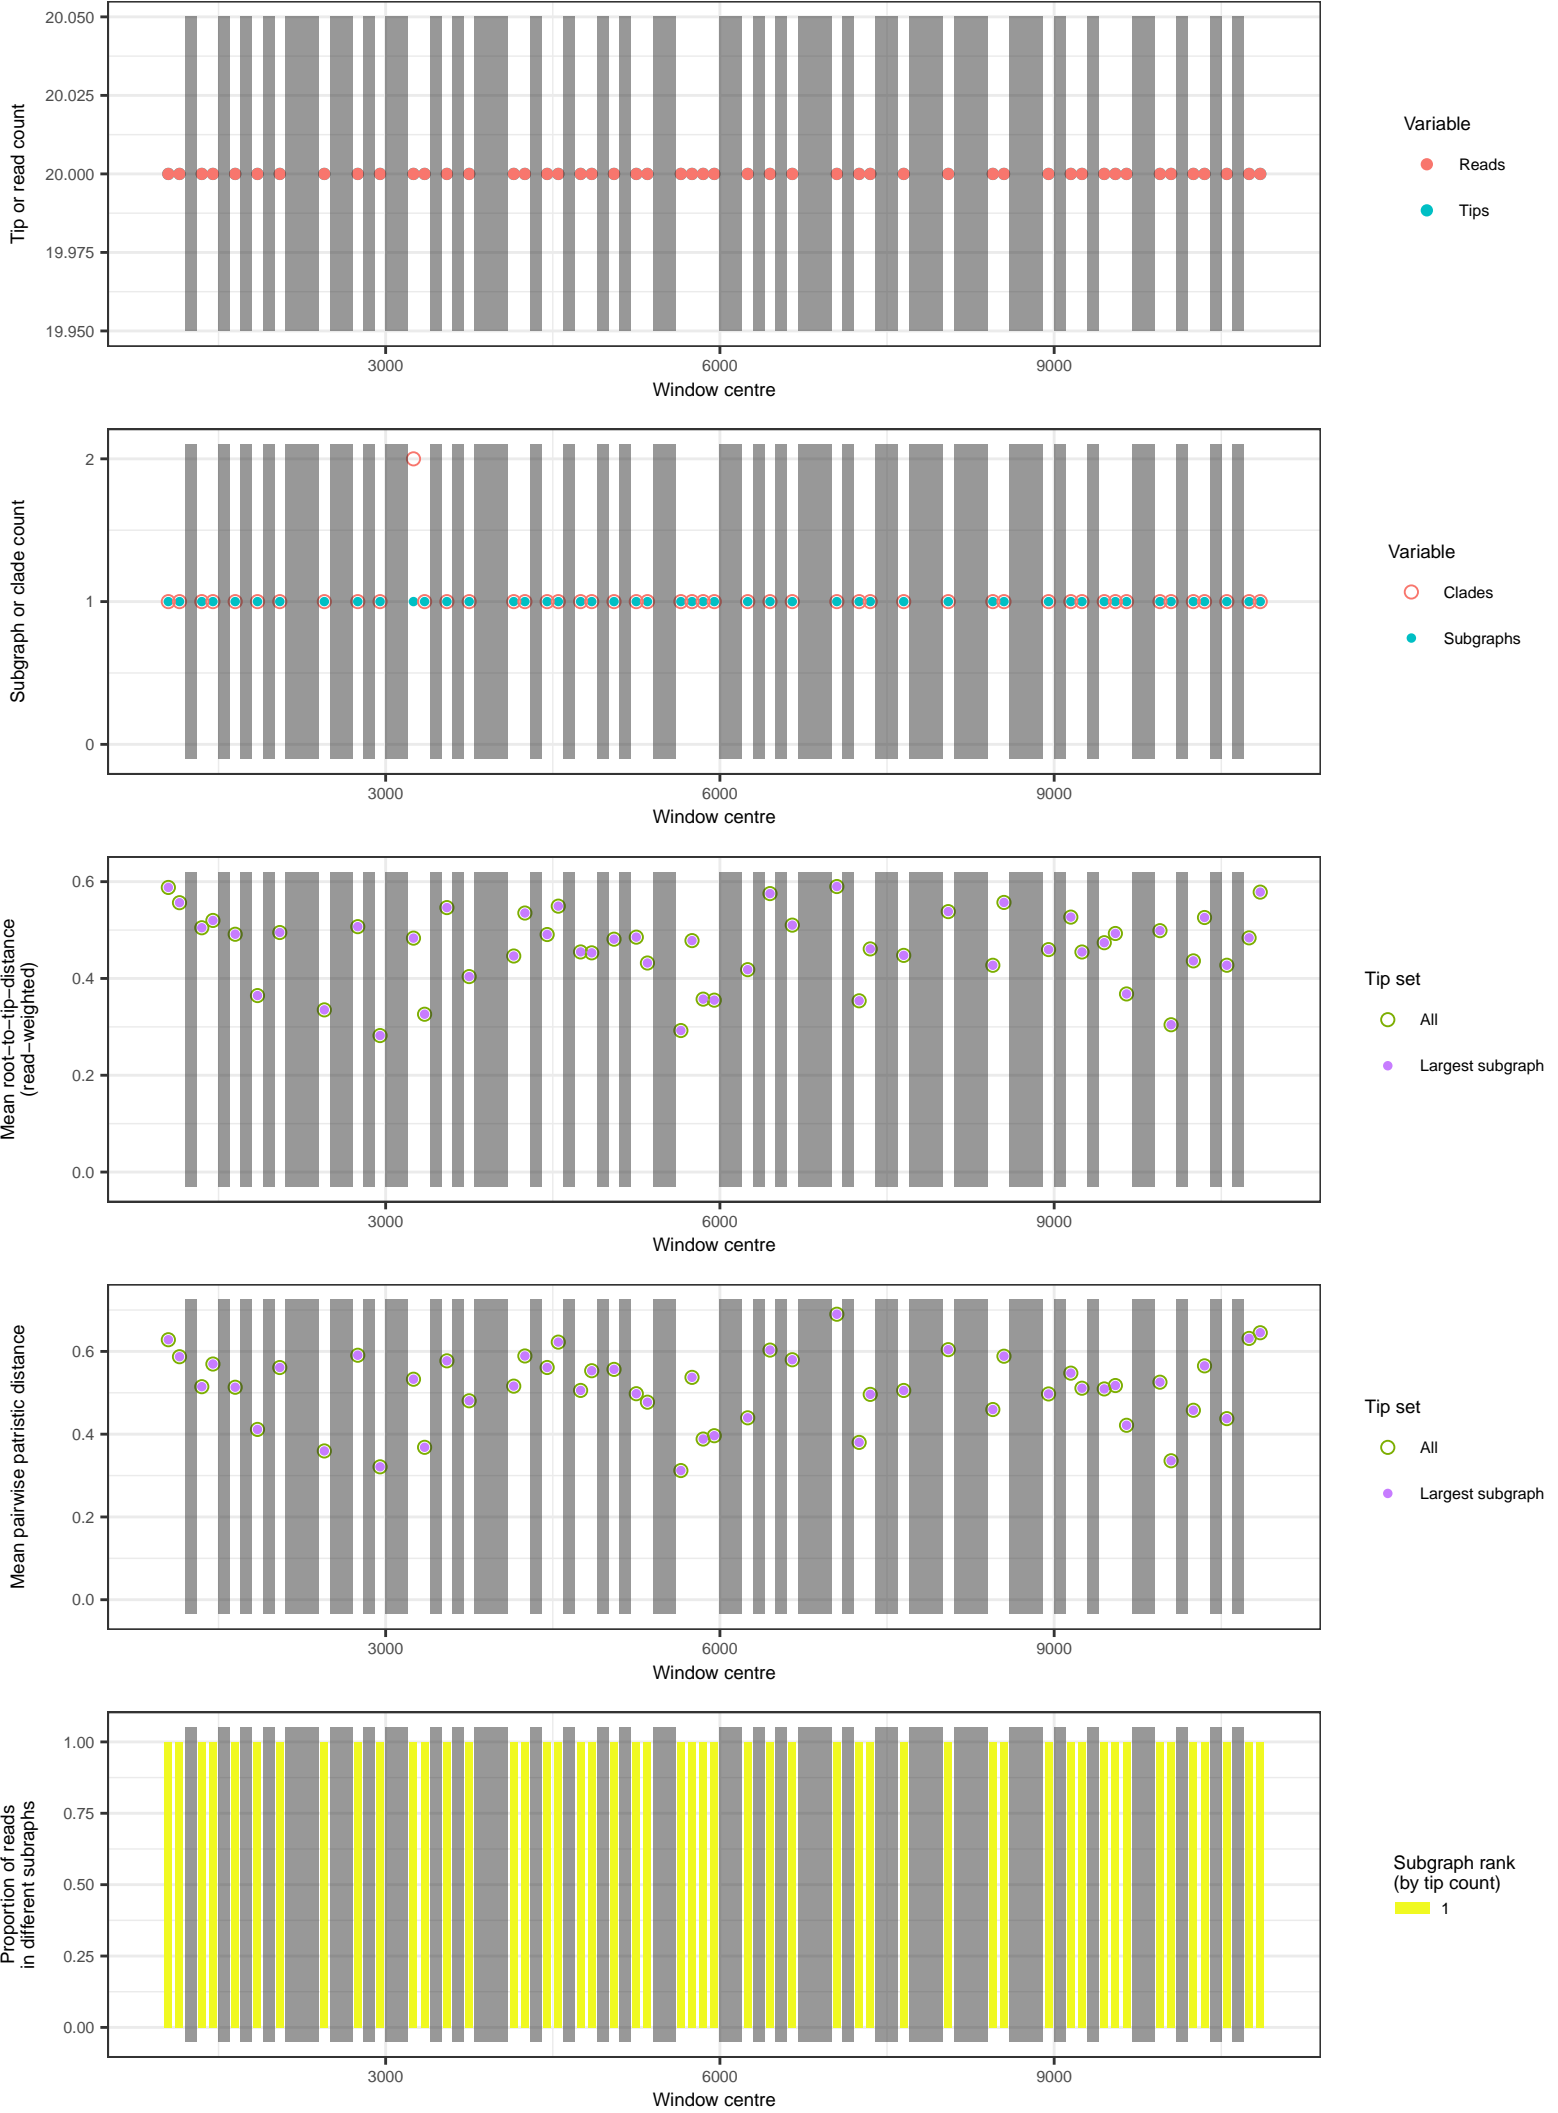 20.050
20.025
20.000
19.975
19.950
Tip or read count
3000 6000 9000
Window centre
Variable
Reads
Tips
2
1
0
Subgraph or clade count
3000 6000 9000
Window centre
Variable
Clades
Subgraphs
0.6
0.4
0.2
0.0
Mean root−to−tip−distance
(read−weighted)
3000 6000 9000
Window centre
Tip set
All
Largest subgraph
0.6
0.4
0.2
0.0
Mean pairwise patristic distance
3000 6000 9000
Window centre
Tip set
All
Largest subgraph
1.00
0.75
0.50
0.25
0.00
Proportion of reads
in different subraphs
3000 6000 9000
Window centre
Subgraph rank
(by tip count)
1